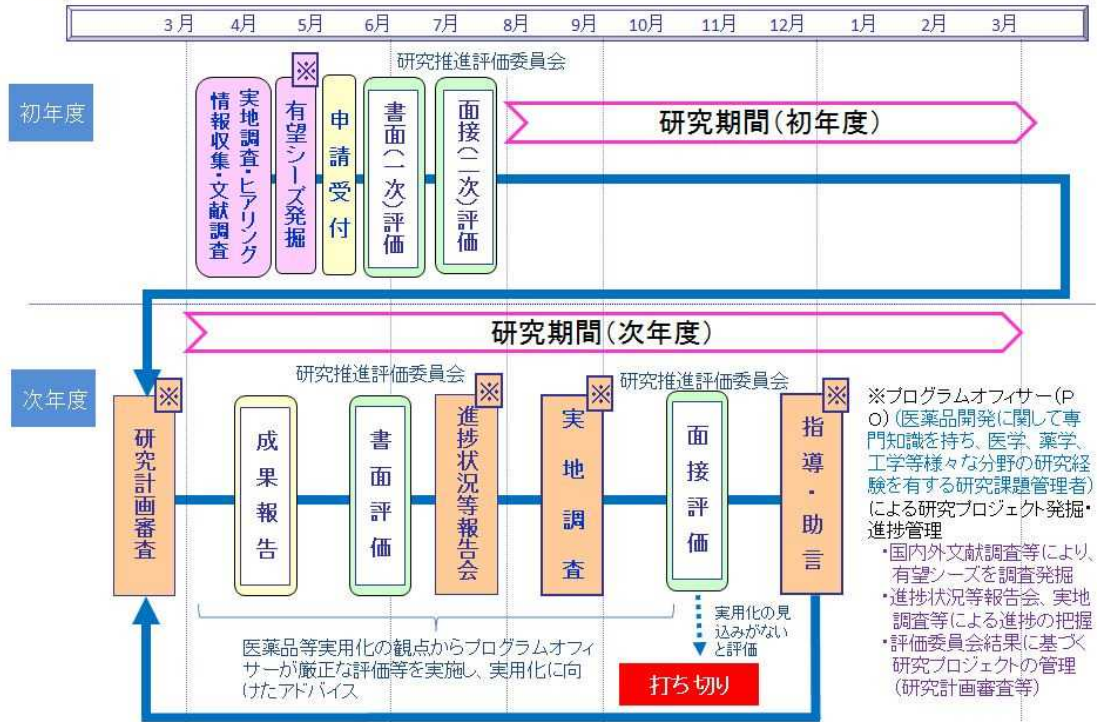 3月 4月 5月 6月 7月 8月 9月 10月 11月 12月 1月 2月 3月
研究推進評価委員会
初年度
実地調査・ヒアリング
情報収集・文献調査
※
有望シーズ発掘
申請受付
書面(一次)評価
面接(二次)評価
研究期間(初年度)
研究期間(次年度)
次年度
研究推進評価委員会
研究推進評価委員会
※
研究計画審査
成果報告
書面評価
※
進捗状況等報告会
※
実地調査
面接評価
※
指導・助言
実用化の見
込みがない
と評価
打ち切り
医薬品等実用化の観点からプログラムオフィ
サーが厳正な評価等を実施し、実用化に向
けたアドバイス
※プログラムオフィサー(P
O)(医薬品開発に関して専
門知識を持ち、医学、薬学、
工学等様々な分野の研究経
験を有する研究課題管理者)
による研究プロジェクト発掘・
進捗管理
・国内外文献調査等により、
有望シーズを調査発掘
・進捗状況等報告会、実地
調査等による進捗の把握
・評価委員会結果に基づく
研究プロジェクトの管理
(研究計画審査等)